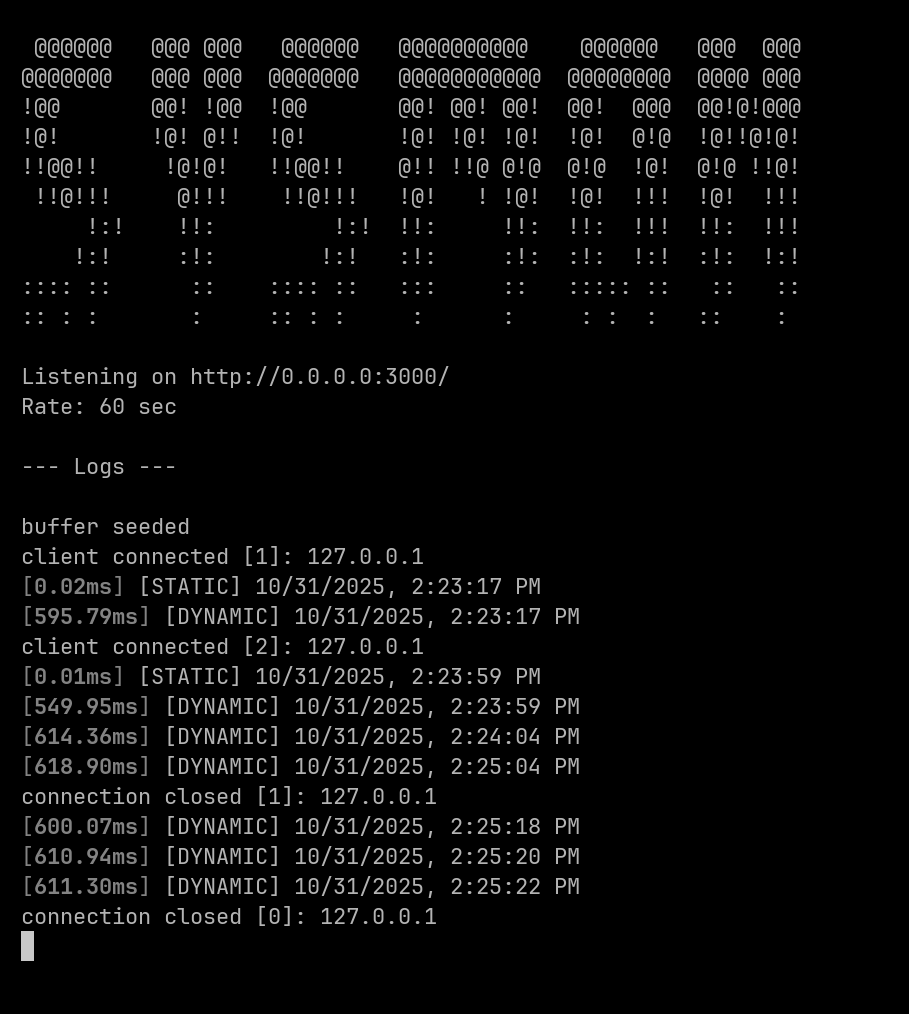 @@@@@@   @@@ @@@   @@@@@@   @@@@@@@@@@    @@@@@@   @@@  @@@
@@@@@@@   @@@ @@@  @@@@@@@   @@@@@@@@@@@  @@@@@@@@  @@@@ @@@
!@@       @@! !@@  !@@       @@! @@! @@!  @@!  @@@  @@!@!@@@
!@!       !@! @!!  !@!       !@! !@! !@!  !@!  @!@  !@!!@!@!
!!@@!!     !@!@!   !!@@!!    @!! !!@ @!@  @!@  !@!  @!@ !!@!
 !!@!!!     @!!!    !!@!!!   !@!   ! !@!  !@!  !!!  !@!  !!!
     !:!    !!:         !:!  !!:     !!:  !!:  !!!  !!:  !!!
    !:!     :!:        !:!   :!:     :!:  :!:  !:!  :!:  !:!
:::: ::      ::    :::: ::   :::     ::   ::::: ::   ::   ::
:: : :       :     :: : :     :      :     : :  :   ::    :
Listening on http://0.0.0.0:3000/
Rate: 60 sec
--- Logs ---
buffer seeded
client connected [1]: 127.0.0.1
[0.02ms] [STATIC] 10/31/2025, 2:23:17 PM
[595.79ms] [DYNAMIC] 10/31/2025, 2:23:17 PM
client connected [2]: 127.0.0.1
[0.01ms] [STATIC] 10/31/2025, 2:23:59 PM
[549.95ms] [DYNAMIC] 10/31/2025, 2:23:59 PM
[614.36ms] [DYNAMIC] 10/31/2025, 2:24:04 PM
[618.90ms] [DYNAMIC] 10/31/2025, 2:25:04 PM
connection closed [1]: 127.0.0.1
[600.07ms] [DYNAMIC] 10/31/2025, 2:25:18 PM
[610.94ms] [DYNAMIC] 10/31/2025, 2:25:20 PM
[611.30ms] [DYNAMIC] 10/31/2025, 2:25:22 PM
connection closed [0]: 127.0.0.1